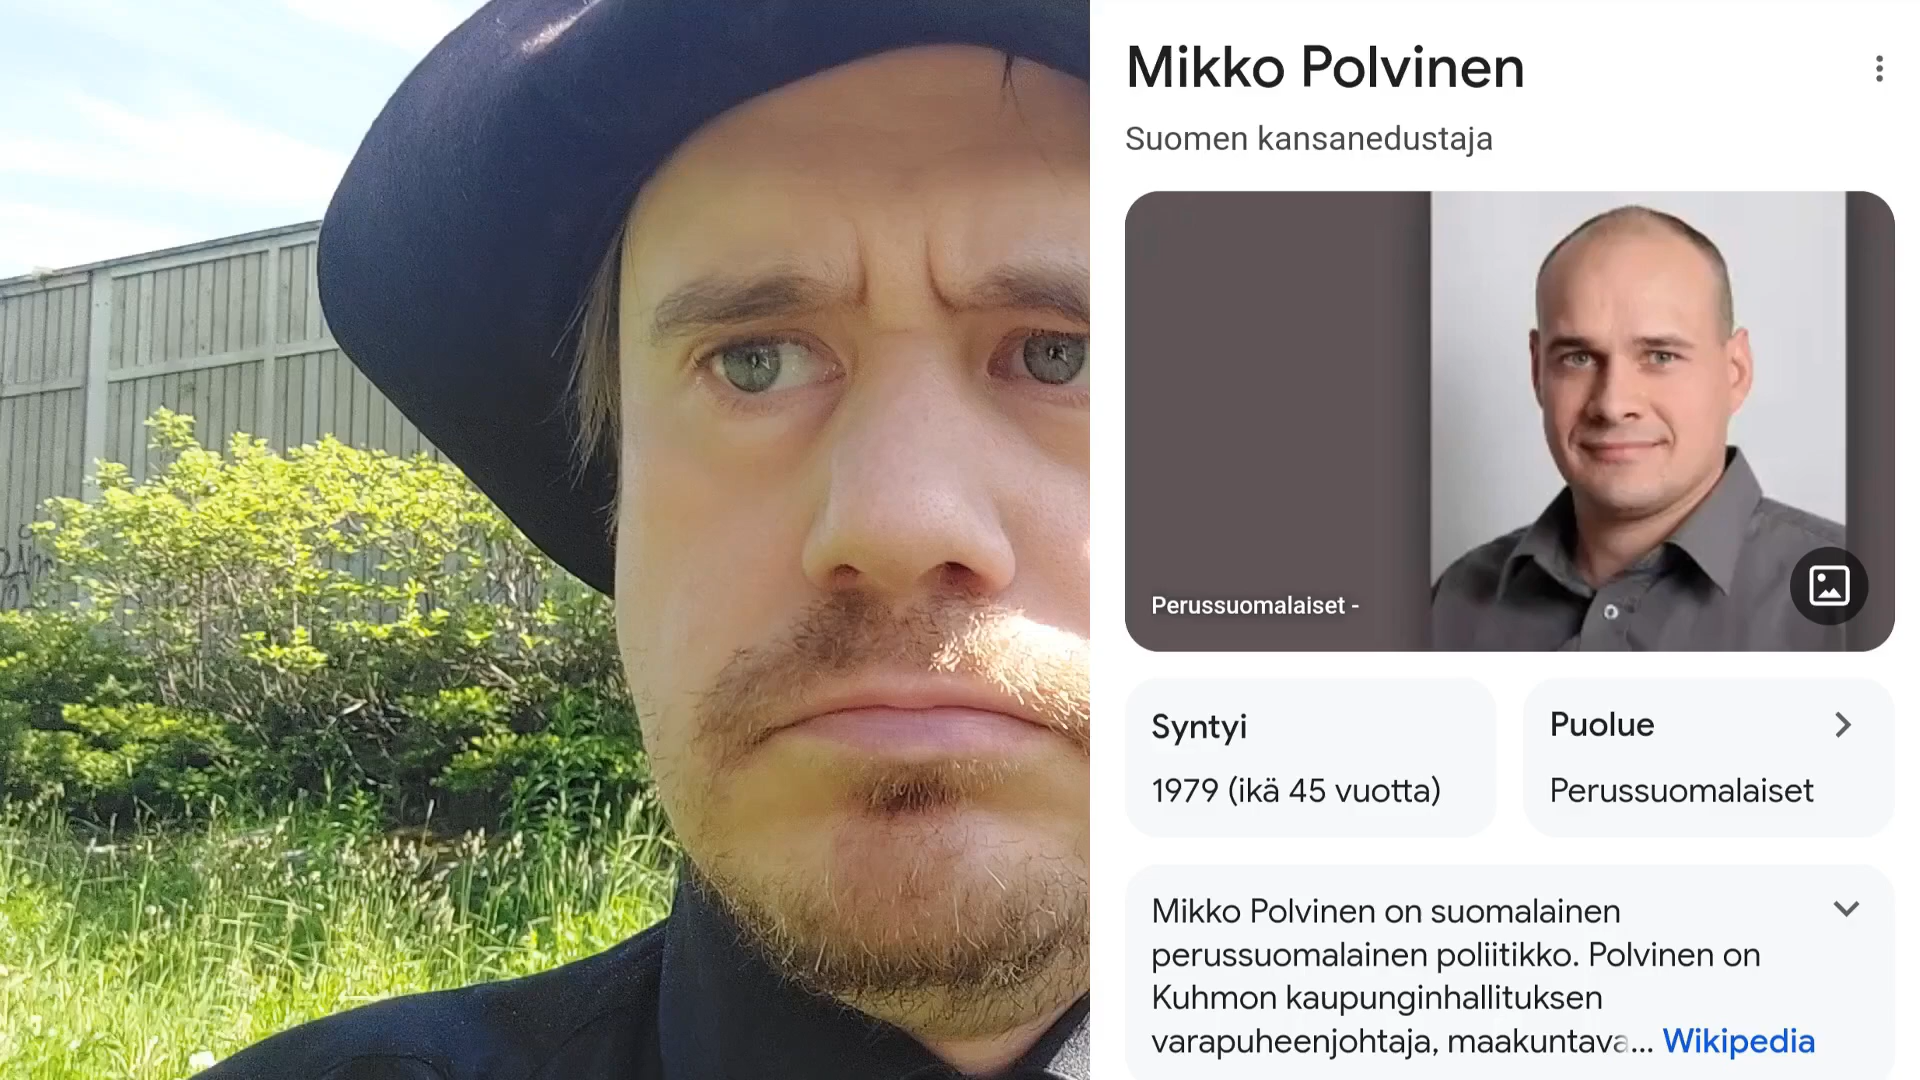 Mikko Polvinen
Suomen kansanedustaja
Perussuomalaiset -
Syntyi
1979 (ikä 45 vuotta)
Puolue
Perussuomalaiset
Mikko Polvinen on suomalainen
perussuomalainen poliitikko. Polvinen on
Kuhmon kaupunginhallituksen
varapuheenjohtaja, maakuntava... Wikipedia